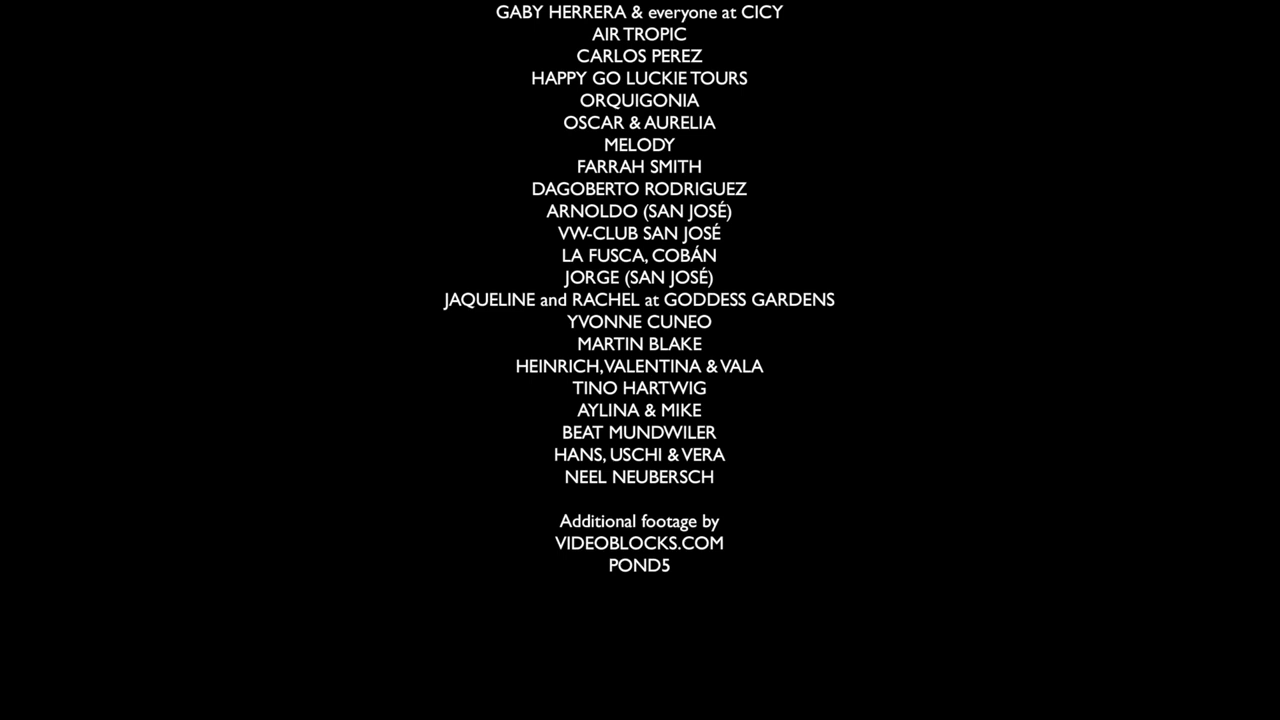 GABY HERRERA & everyone at CICY
AIR TROPIC
CARLOS PEREZ
HAPPY GO LUCKIE TOURS
ORQUIGONIA
OSCAR & AURELIA
MELODY
FARRAH SMITH
DAGOBERTO RODRIGUEZ
ARNOLDO (SAN JOSÉ)
VW-CLUB SAN JOSÉ
LA FUSCA, COBÁN
JORGE (SAN JOSÉ)
JAQUELINE and RACHEL at GODDESS GARDENS
YVONNE CUNEO
MARTIN BLAKE
HEINRICH, VALENTINA & VALA
TINO HARTWIG
AYLINA & MIKE
BEAT MUNDWILER
HANS, USCHI & VERA
NEEL NEUBERSCH
Additional footage by
VIDEOBLOCKS.COM
POND5